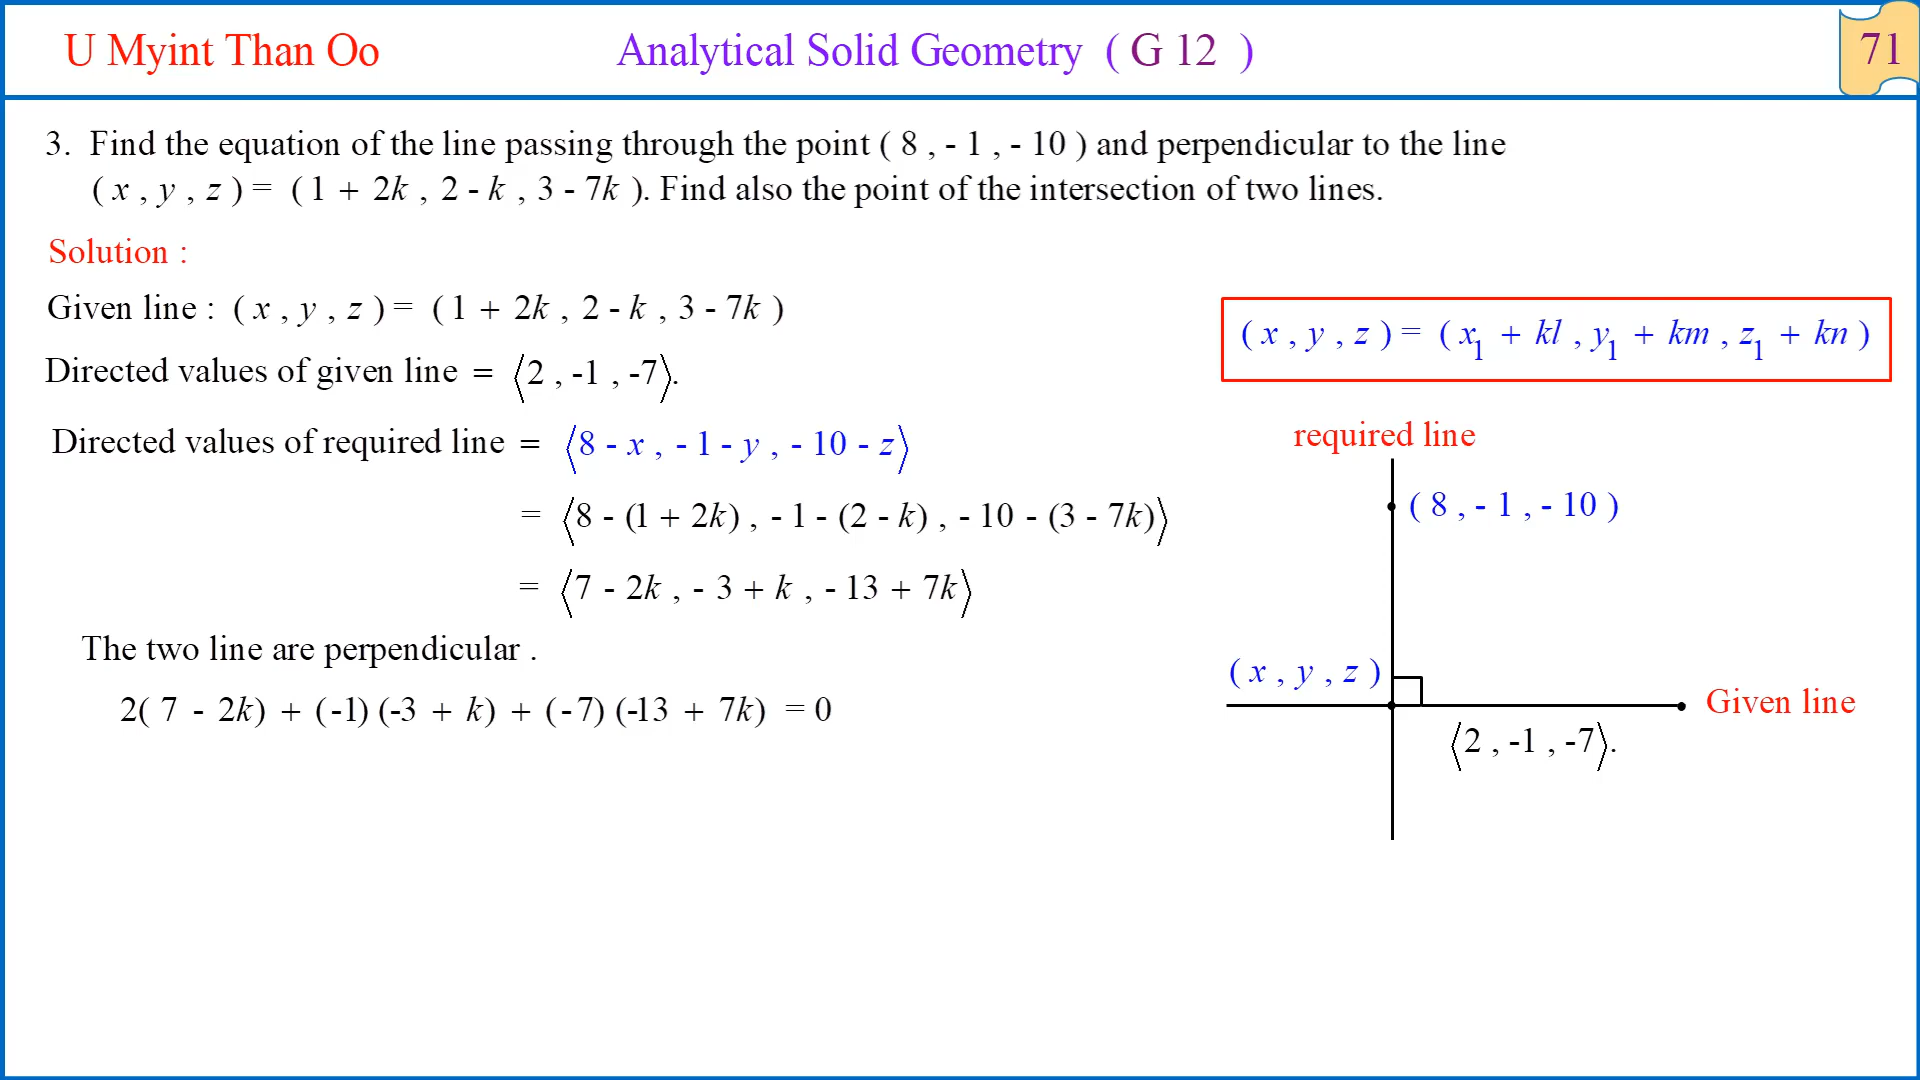 U Myint Than Oo
Analytical Solid Geometry ( G 12 )
71
3. Find the equation of the line passing through the point ( 8 , - 1 , - 10 ) and perpendicular to the line
( x , y , z ) = ( 1 + 2k , 2 - k , 3 - 7k ). Find also the point of the intersection of two lines.
Solution :
Given line : ( x , y , z ) = ( 1 + 2k , 2 - k , 3 - 7k )
( x , y , z ) = ( x₁ + kl , y₁ + km , z₁ + kn )
Directed values of given line = ⟨2 , -1 , -7⟩.
Directed values of required line = ⟨8 - x , - 1 - y , - 10 - z⟩
= ⟨8 - (1 + 2k) , - 1 - (2 - k) , - 10 - (3 - 7k)⟩
= ⟨7 - 2k , - 3 + k , - 13 + 7k⟩
The two line are perpendicular .
2( 7 - 2k) + (-1) (-3 + k) + (-7) (-13 + 7k) = 0
required line
( 8 , - 1 , - 10 )
( x , y , z )
Given line
⟨2 , -1 , -7⟩.